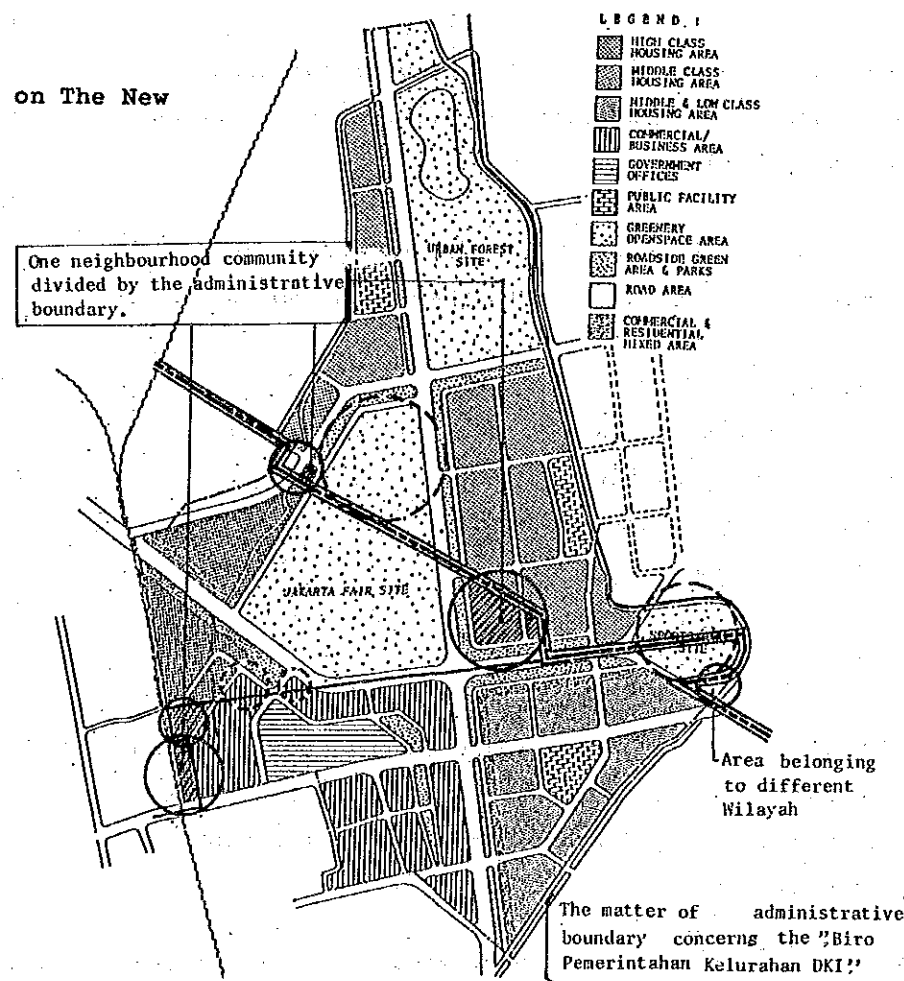 on The New
LEGEND :
HIGH CLASS
HOUSING AREA
MIDDLE CLASS
HOUSING AREA
MIDDLE & LOW CLASS
HOUSING AREA
COMMERCIAL/
BUSINESS AREA
GOVERNMENT
OFFICES
PUBLIC FACILITY
AREA
GREENERY
OPENSPACE AREA
ROADSIDE GREEN
AREA & PARKS
ROAD AREA
COMMERCIAL &
RESIDENTIAL
MIXED AREA
One neighbourhood community
divided by the administrative
boundary.
URBAN FOREST
SITE
JAKARTA FAIR SITE
SITE
Area belonging
to different
Wilayah
The matter of administrative
boundary concerns the "Biro
Pemerintahan Kelurahan DKI"